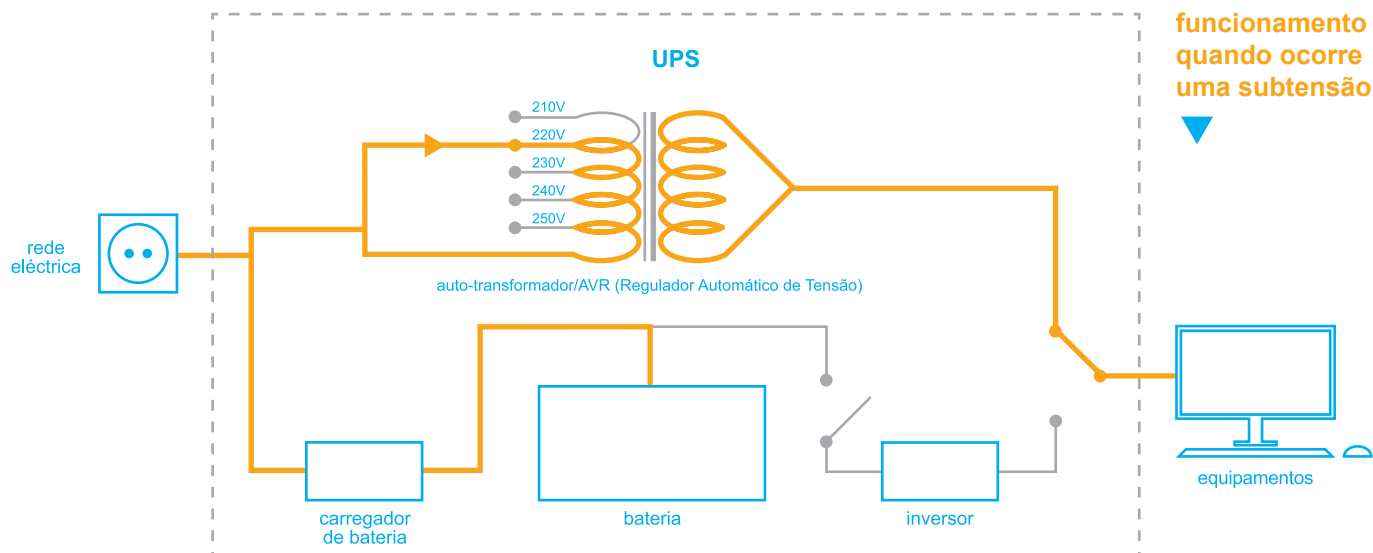 UPS
funcionamento
quando ocorre
uma subtensão
210V
220V
230V
240V
250V
rede
eléctrica
auto-transformador/AVR (Regulador Automático de Tensão)
carregador
de bateria
bateria
inversor
equipamentos